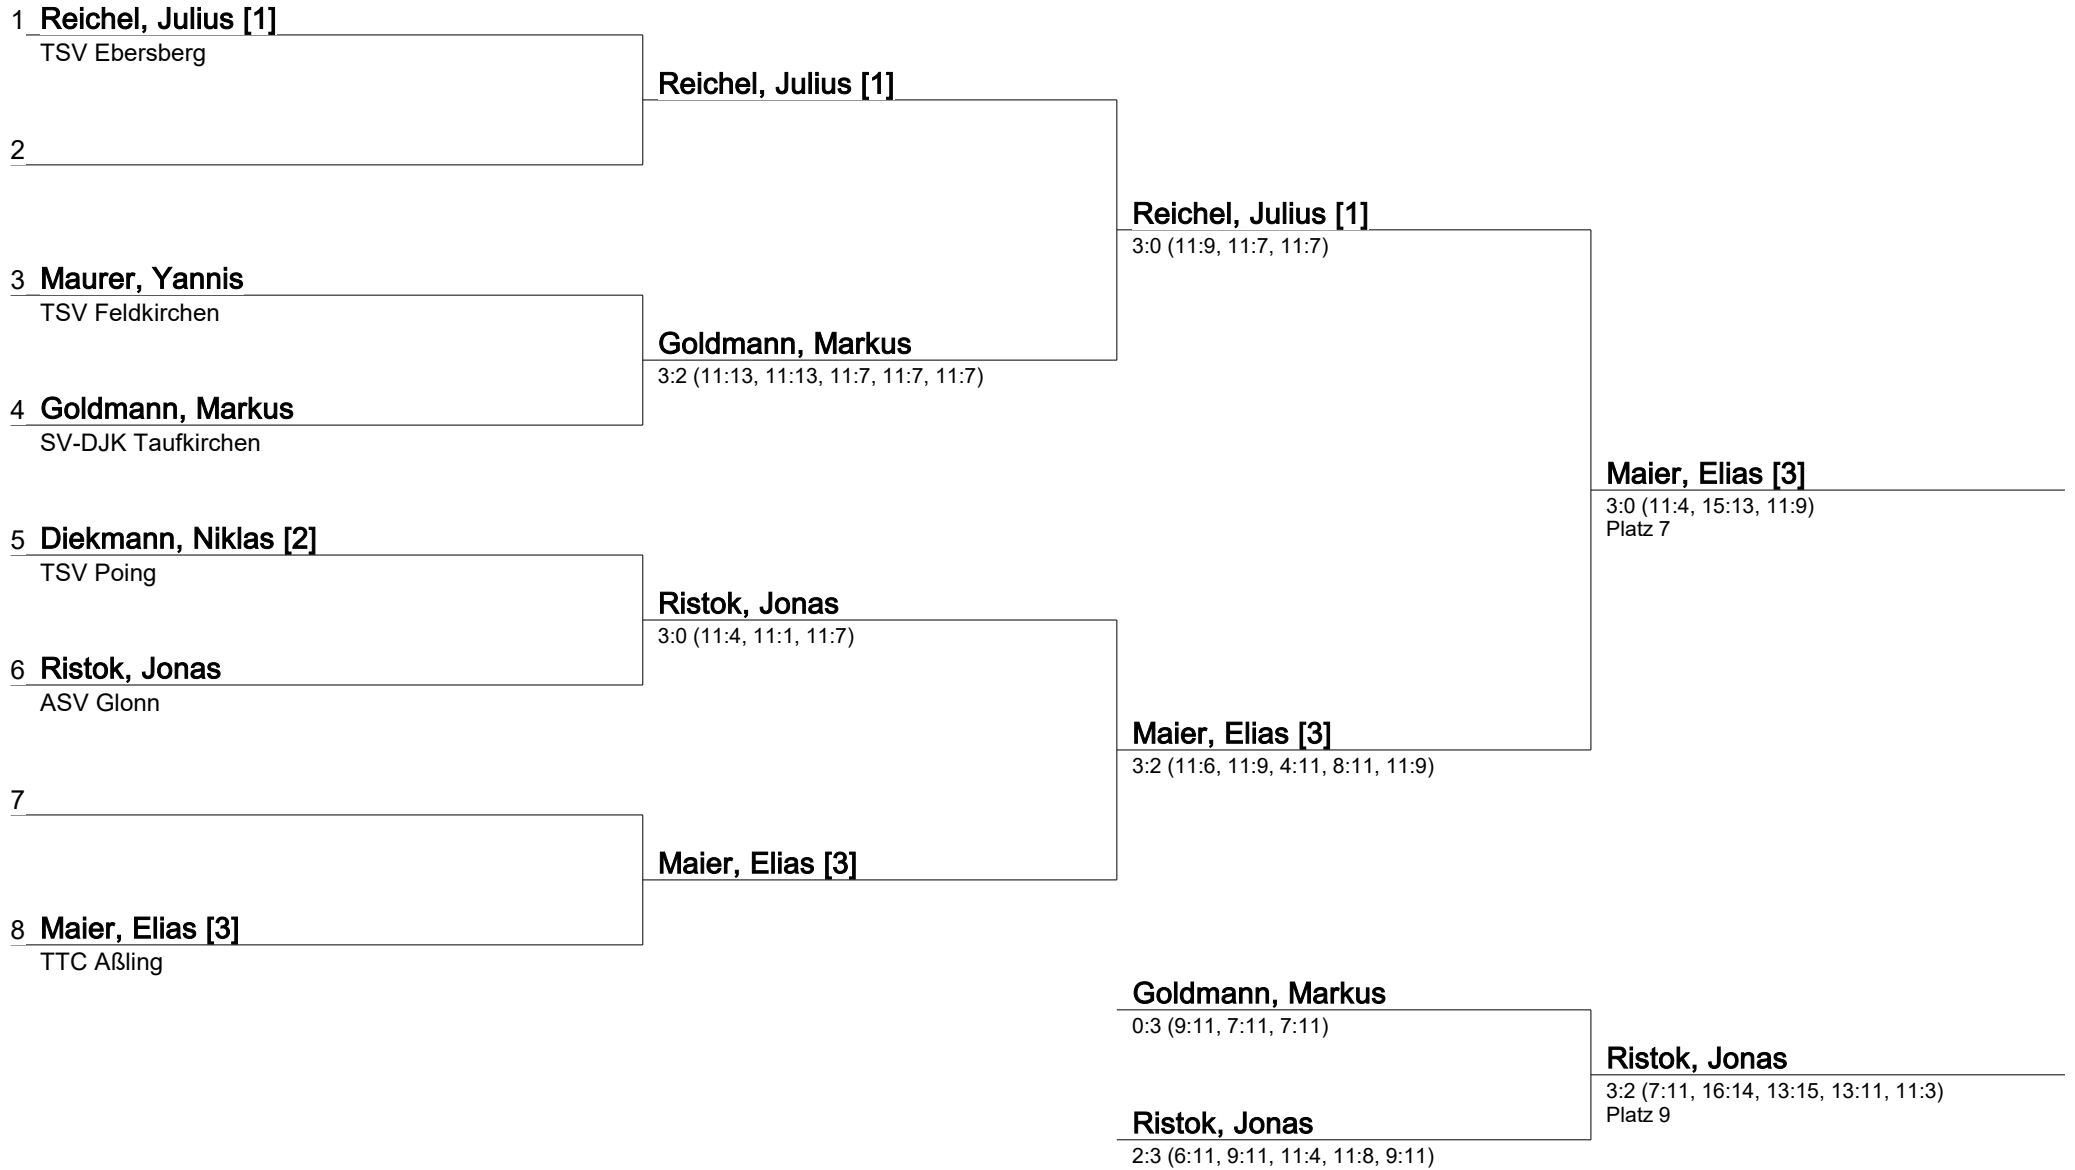 1 Reichel, Julius [1]
TSV Ebersberg
Reichel, Julius [1]
2
Reichel, Julius [1]
3:0 (11:9, 11:7, 11:7)
3 Maurer, Yannis
TSV Feldkirchen
Goldmann, Markus
3:2 (11:13, 11:13, 11:7, 11:7, 11:7)
4 Goldmann, Markus
SV-DJK Taufkirchen
Maier, Elias [3]
3:0 (11:4, 15:13, 11:9)
Platz 7
5 Diekmann, Niklas [2]
TSV Poing
Ristok, Jonas
3:0 (11:4, 11:1, 11:7)
6 Ristok, Jonas
ASV Glonn
Maier, Elias [3]
3:2 (11:6, 11:9, 4:11, 8:11, 11:9)
7
Maier, Elias [3]
8 Maier, Elias [3]
TTC Aßling
Goldmann, Markus
0:3 (9:11, 7:11, 7:11)
Ristok, Jonas
3:2 (7:11, 16:14, 13:15, 13:11, 11:3)
Platz 9
Ristok, Jonas
2:3 (6:11, 9:11, 11:4, 11:8, 9:11)